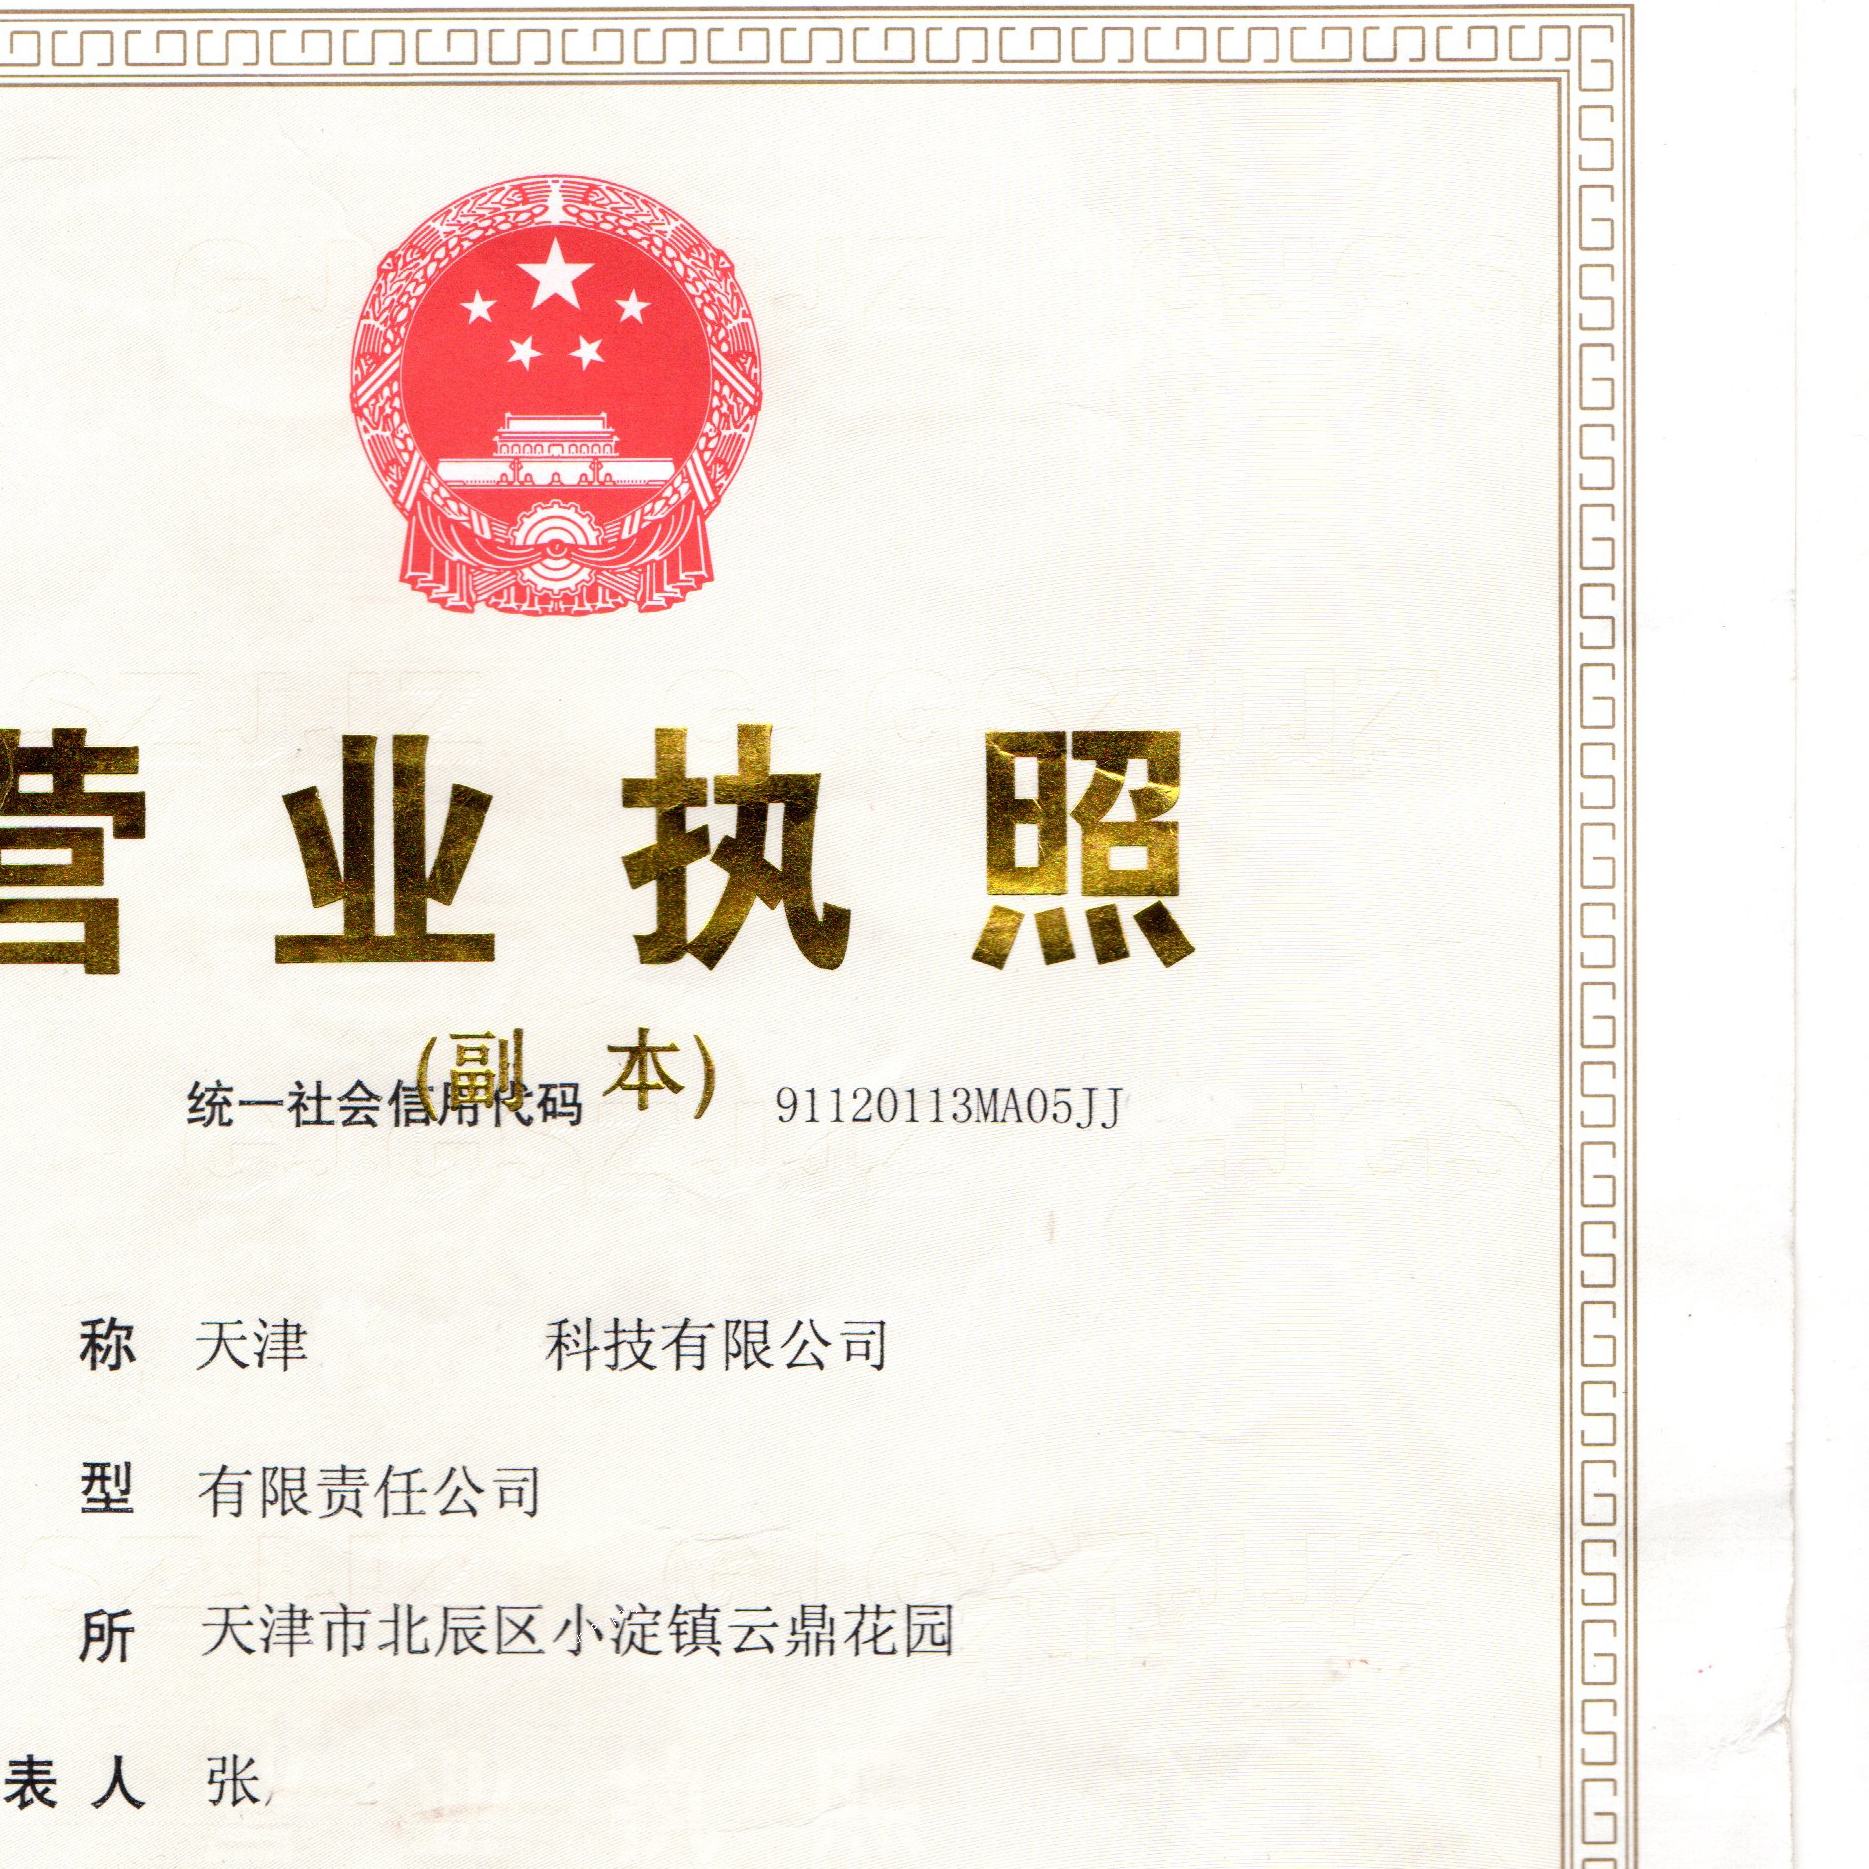 营业执照
(副 本)
统一社会信用代码 91120113MA05JJ
称 天津 科技有限公司
型 有限责任公司
所 天津市北辰区小淀镇云鼎花园
表人 张